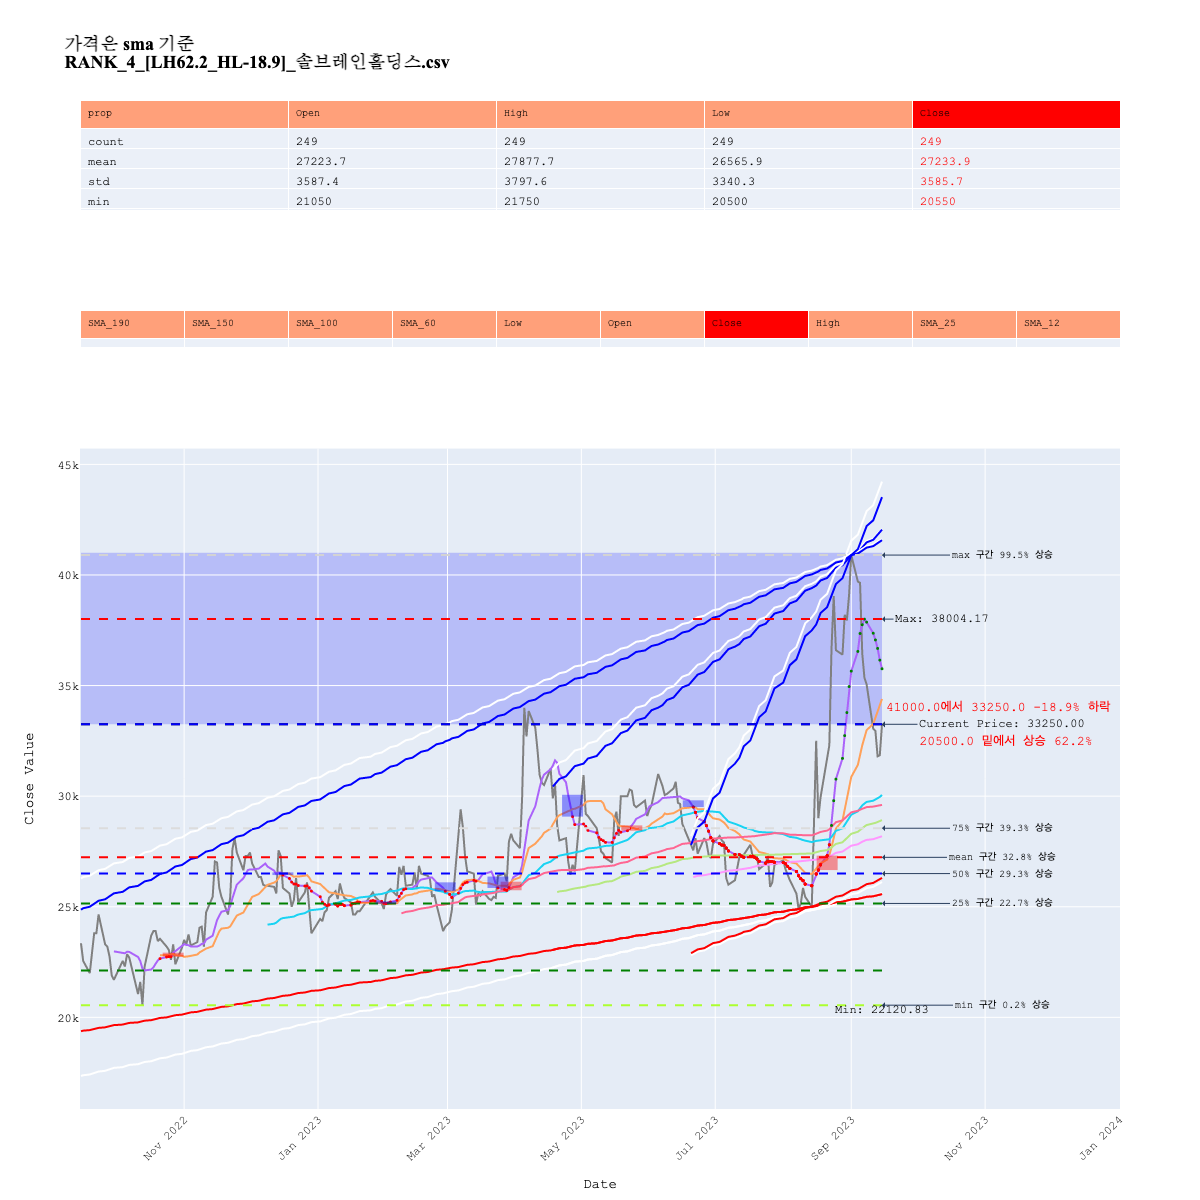 가격은 sma 기준
RANK_4_[LH62.2_HL-18.9]_솔브레인홀딩스.csv
prop Open High Low Close
count 249 249 249 249
mean 27223.7 27877.7 26565.9 27233.9
std 3587.4 3797.6 3340.3 3585.7
min 21050 21750 20500 20550
SMA_190 SMA_150 SMA_100 SMA_60 Low Open Close High SMA_25 SMA_12
45k
max 구간 99.5% 상승
40k
Max: 38004.17
35k
41000.0에서 33250.0 -18.9% 하락
Current Price: 33250.00
20500.0 밑에서 상승 62.2%
30k
75% 구간 39.3% 상승
mean 구간 32.8% 상승
50% 구간 29.3% 상승
25k
25% 구간 22.7% 상승
min 구간 0.2% 상승
Min: 22120.83
20k
Close Value
Nov 2022 Jan 2023 Mar 2023 May 2023 Jul 2023 Sep 2023 Nov 2023 Jan 2024
Date